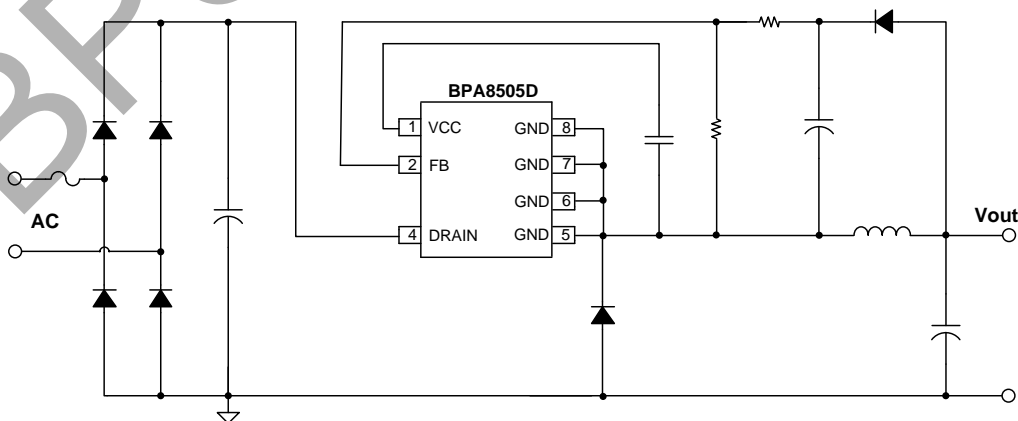 BPA8505D
1 VCC GND 8
2 FB GND 7
GND 6
4 DRAIN GND 5
AC
Vout